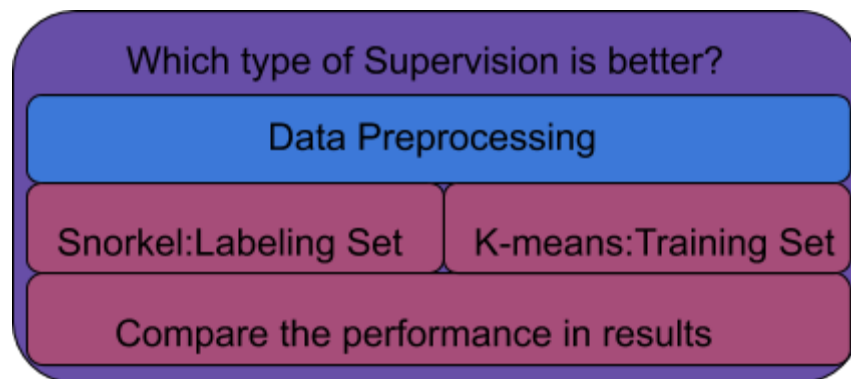 Which type of Supervision is better?
Data Preprocessing
Snorkel:Labeling Set
K-means:Training Set
Compare the performance in results